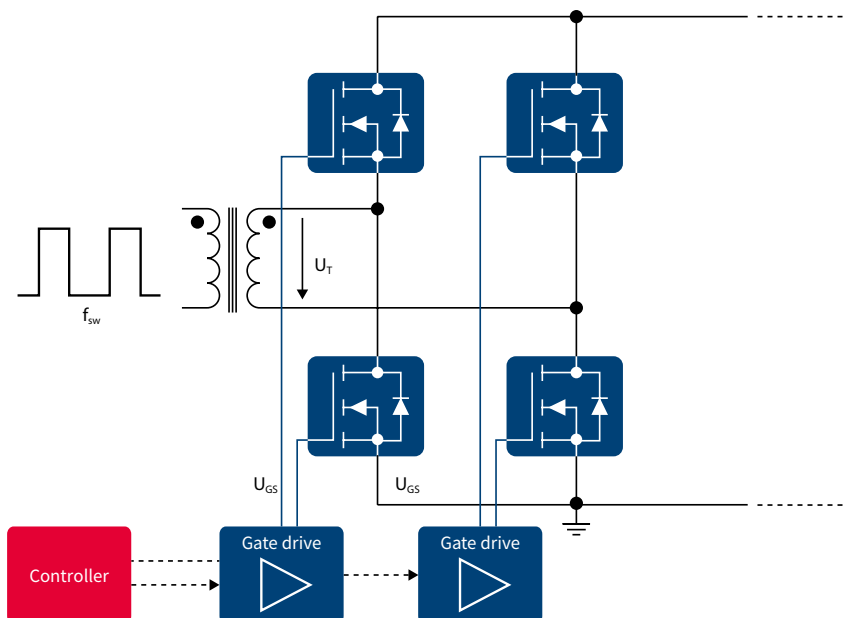 U_T
f_sw
U_GS
U_GS
Gate drive
Gate drive
Controller